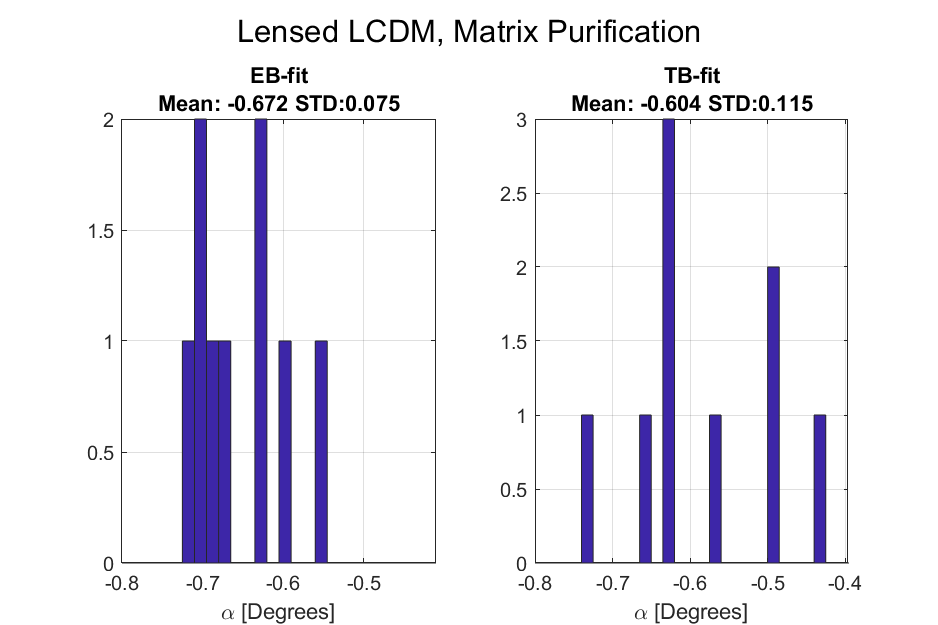 Lensed LCDM, Matrix Purification
EB-fit
Mean: -0.672 STD:0.075
2
1.5
1
0.5
0
-0.8 -0.7 -0.6 -0.5
α [Degrees]
TB-fit
Mean: -0.604 STD:0.115
3
2.5
2
1.5
1
0.5
0
-0.8 -0.7 -0.6 -0.5 -0.4
α [Degrees]